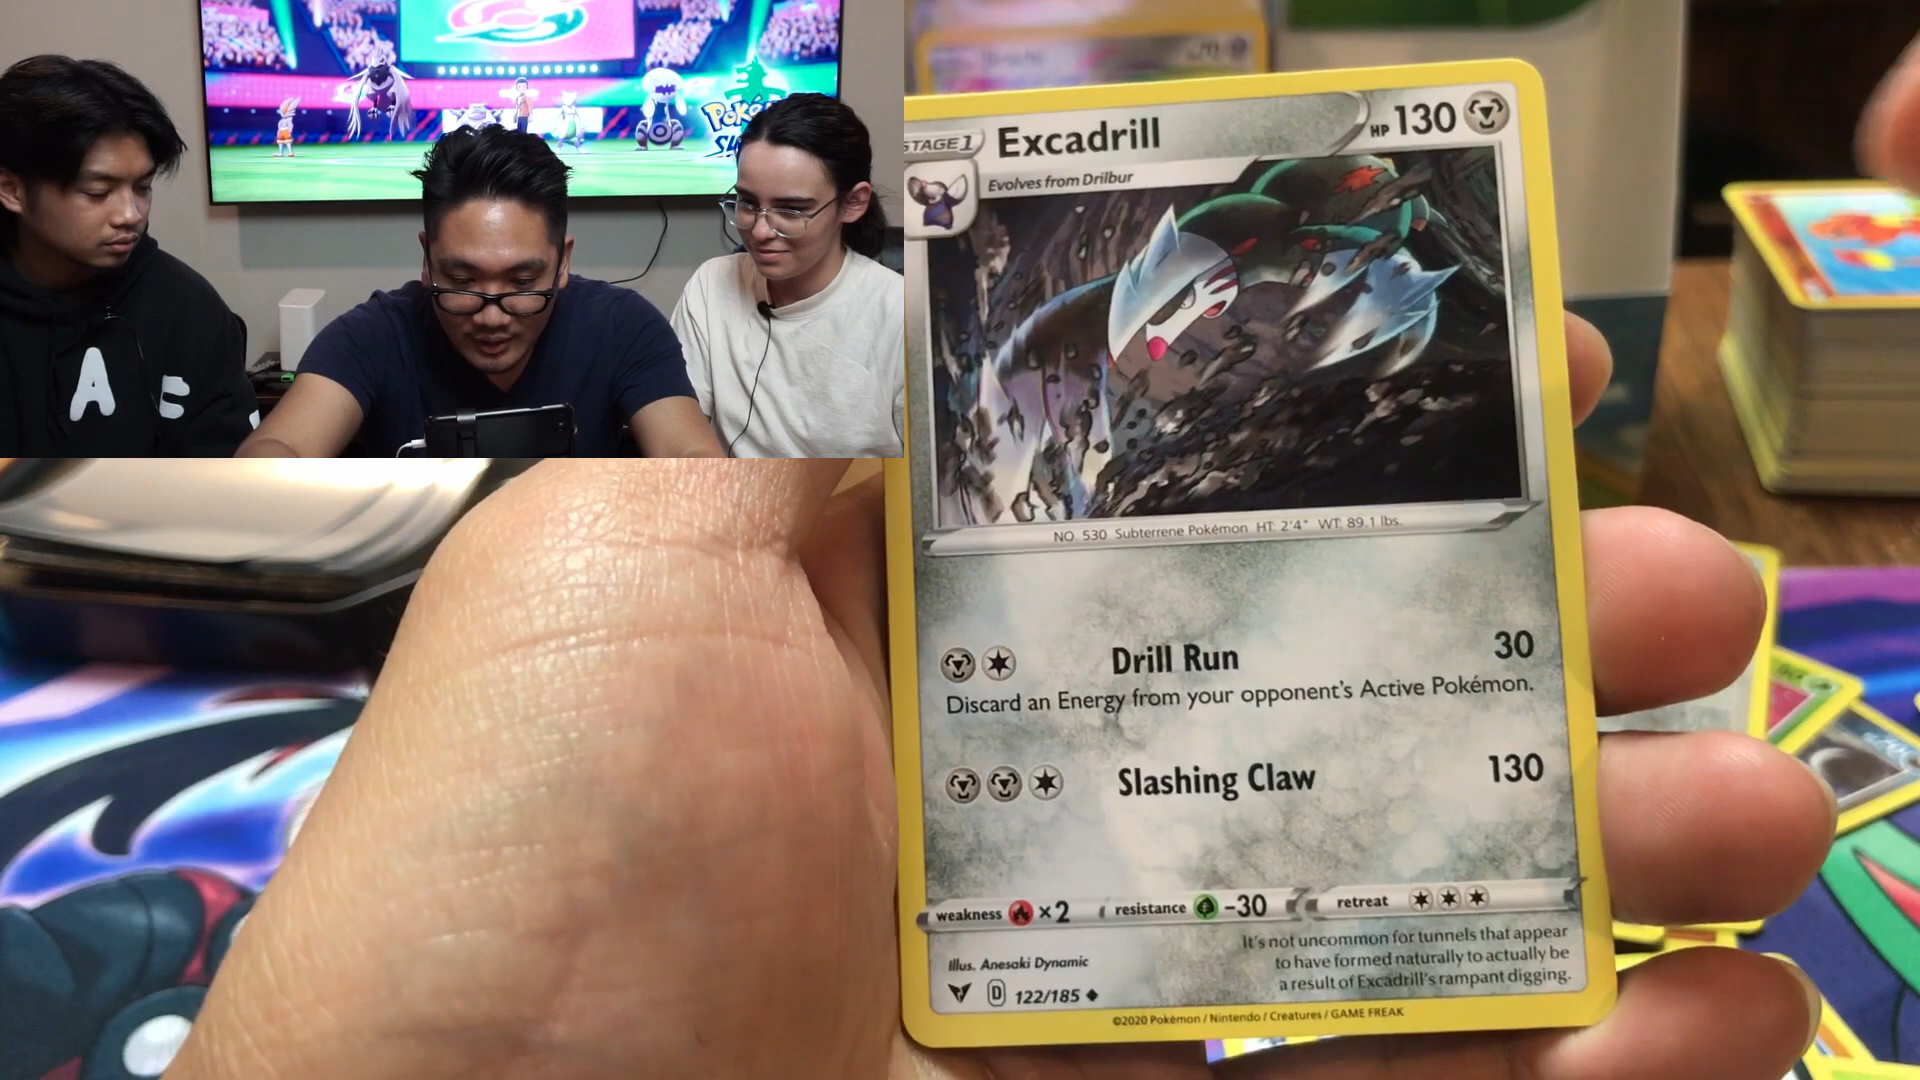 Poké
SU
A
STAGE 1
Excadrill
HP 130
Evolves from Drilbur
NO. 530 Subterrene Pokémon HT: 2'4" WT: 89.1 lbs.
Drill Run 30
Discard an Energy from your opponent's Active Pokémon.
Slashing Claw 130
weakness ×2 resistance -30 retreat
It's not uncommon for tunnels that appear
to have formed naturally to actually be
a result of Excadrill's rampant digging.
Illus. Anesaki Dynamic
D 122/185
©2020 Pokémon / Nintendo / Creatures / GAME FREAK